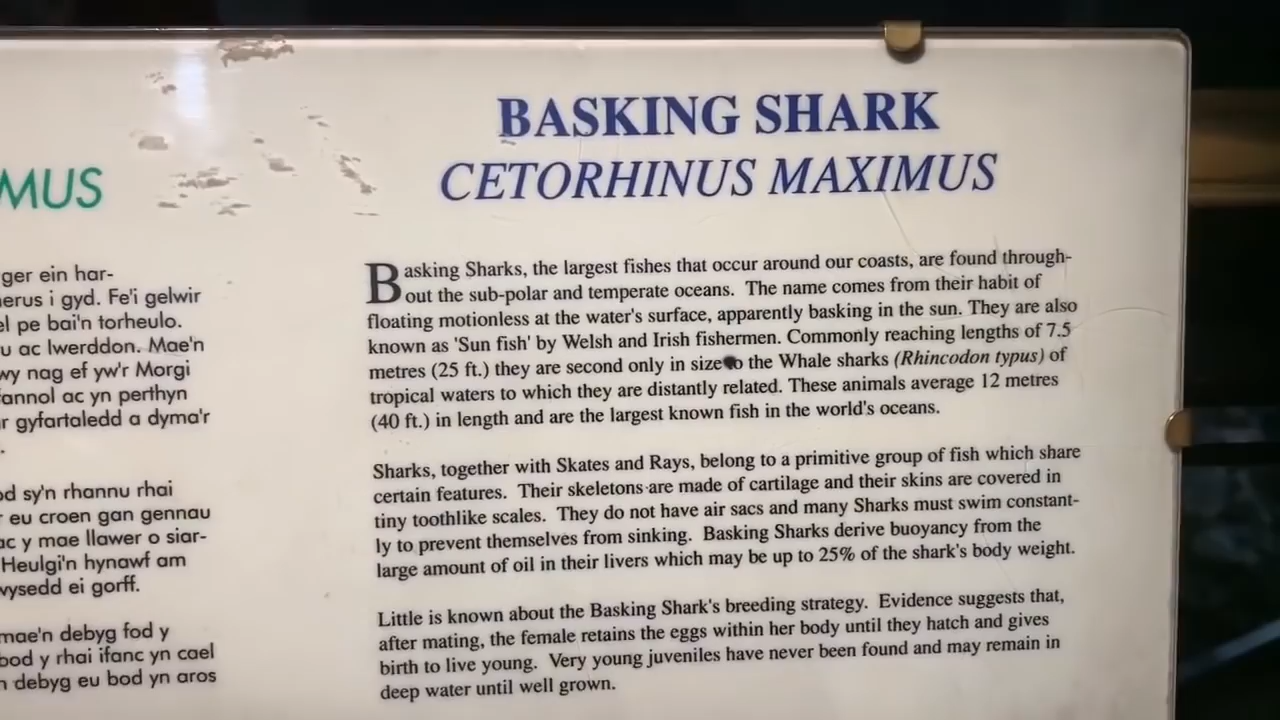 MUS
ger ein har-
erus i gyd. Fe'i gelwir
pe bai'n torheulo.
u ac Iwerddon. Mae'n
wy nag ef yw'r Morgi
annol ac yn perthyn
r gyfartaledd a dyma'r
.
od sy'n rhannu rhai
r eu croen gan gennau
ac y mae llawer o siar-
Heulgi'n hynawf am
wysedd ei gorff.
mae'n debyg fod y
bod y rhai ifanc yn cael
n debyg eu bod yn aros
BASKING SHARK
CETORHINUS MAXIMUS
Basking Sharks, the largest fishes that occur around our coasts, are found through-
out the sub-polar and temperate oceans. The name comes from their habit of
floating motionless at the water's surface, apparently basking in the sun. They are also
known as 'Sun fish' by Welsh and Irish fishermen. Commonly reaching lengths of 7.5
metres (25 ft.) they are second only in size to the Whale sharks (Rhincodon typus) of
tropical waters to which they are distantly related. These animals average 12 metres
(40 ft.) in length and are the largest known fish in the world's oceans.
Sharks, together with Skates and Rays, belong to a primitive group of fish which share
certain features. Their skeletons are made of cartilage and their skins are covered in
tiny toothlike scales. They do not have air sacs and many Sharks must swim constant-
ly to prevent themselves from sinking. Basking Sharks derive buoyancy from the
large amount of oil in their livers which may be up to 25% of the shark's body weight.
Little is known about the Basking Shark's breeding strategy. Evidence suggests that,
after mating, the female retains the eggs within her body until they hatch and gives
birth to live young. Very young juveniles have never been found and may remain in
deep water until well grown.